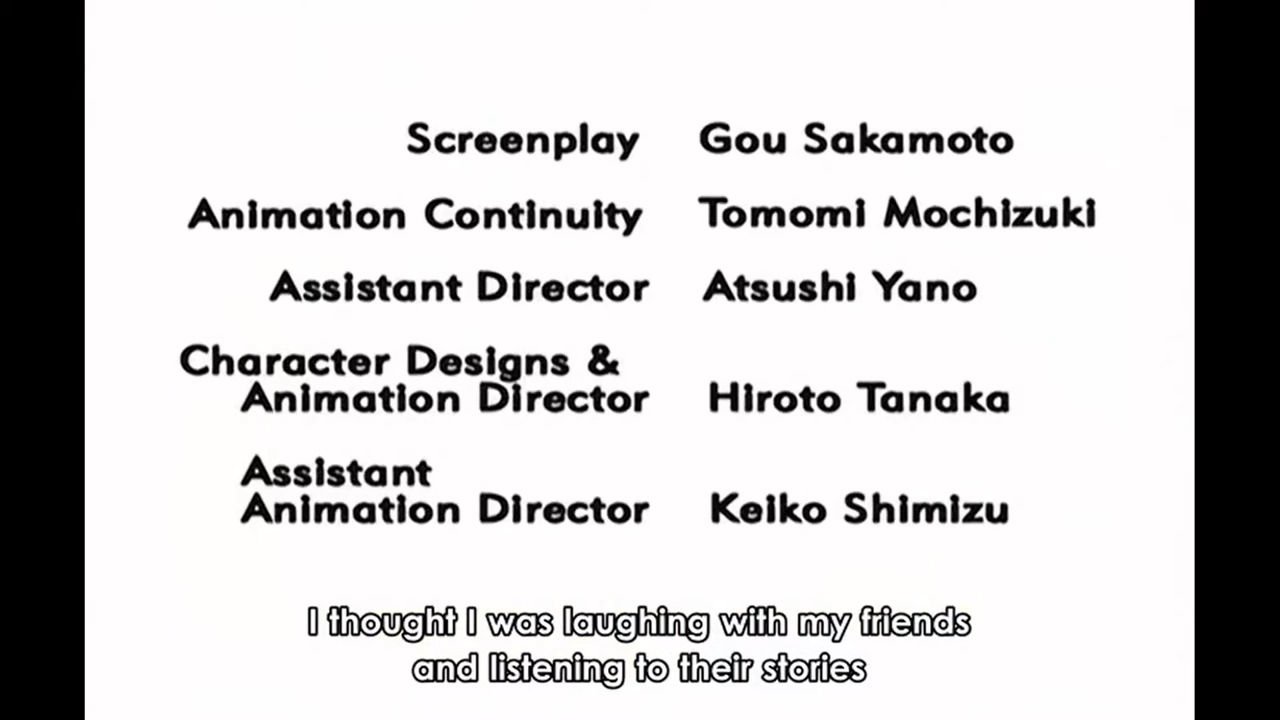 Screenplay Gou Sakamoto
Animation Continuity Tomomi Mochizuki
Assistant Director Atsushi Yano
Character Designs &
Animation Director Hiroto Tanaka
Assistant
Animation Director Keiko Shimizu
I thought I was laughing with my friends
and listening to their stories